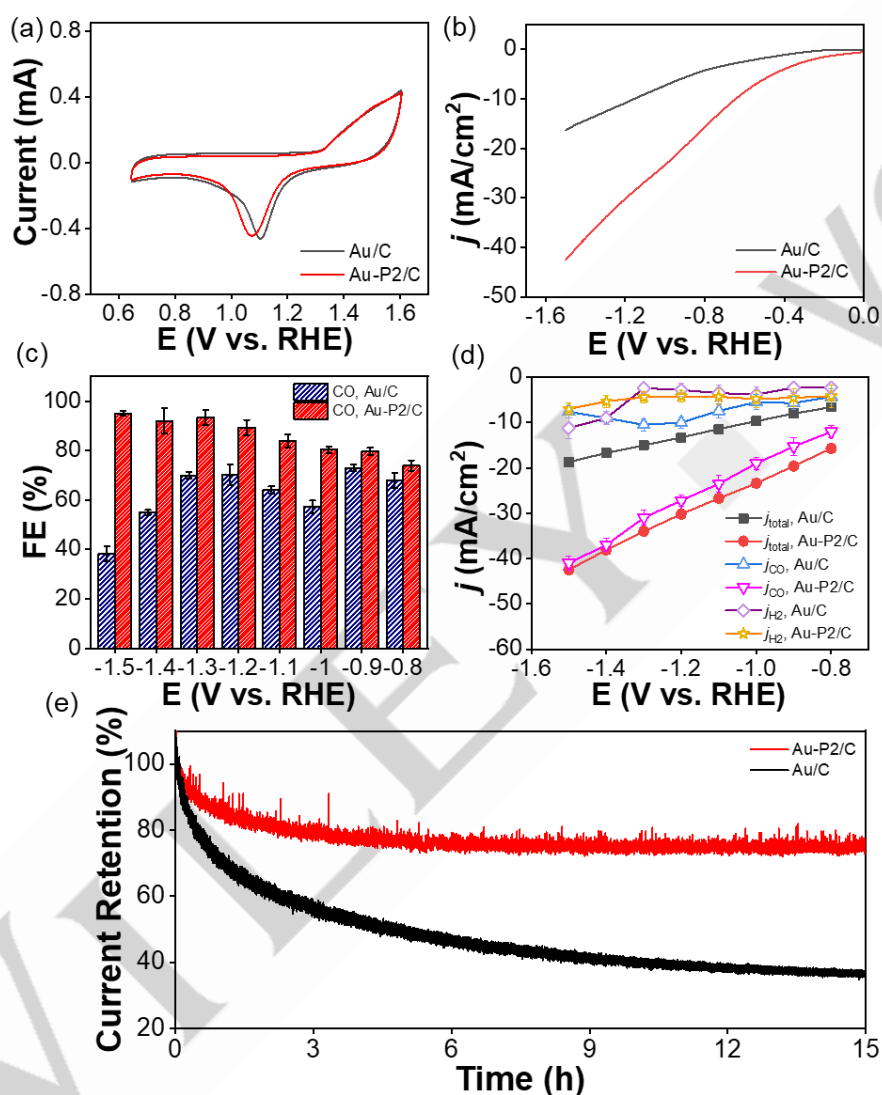 (a)
0.8
0.4
0.0
-0.4
-0.8
Current (mA)
Au/C
Au-P2/C
0.6 0.8 1.0 1.2 1.4 1.6
E (V vs. RHE)
(b)
0
-10
-20
-30
-40
-50
j (mA/cm²)
Au/C
Au-P2/C
-1.6 -1.2 -0.8 -0.4 0.0
E (V vs. RHE)
(c)
100
80
60
40
20
0
FE (%)
CO, Au/C
CO, Au-P2/C
-1.5 -1.4 -1.3 -1.2 -1.1 -1 -0.9 -0.8
E (V vs. RHE)
(d)
0
-10
-20
-30
-40
-50
-60
j (mA/cm²)
jtotal, Au/C
jtotal, Au-P2/C
jCO, Au/C
jCO, Au-P2/C
jH2, Au/C
jH2, Au-P2/C
-1.6 -1.4 -1.2 -1.0 -0.8
E (V vs. RHE)
(e)
100
80
60
40
20
Current Retention (%)
Au-P2/C
Au/C
0 3 6 9 12 15
Time (h)